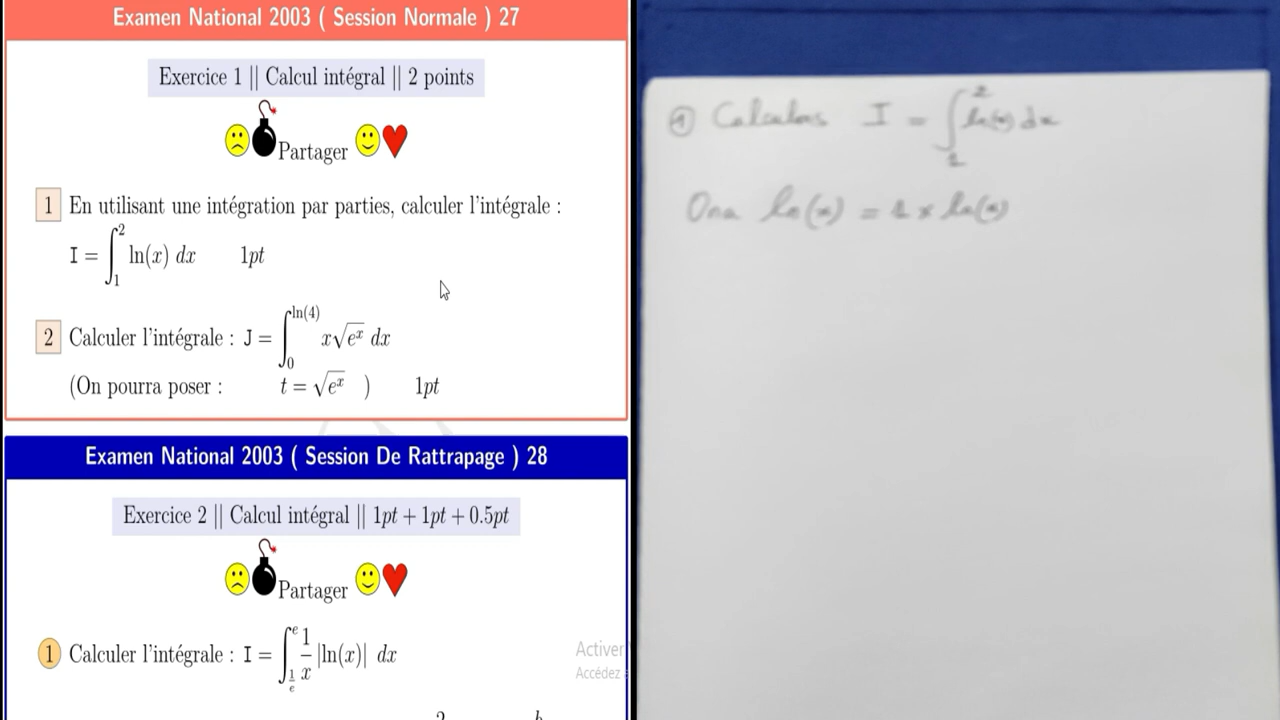 Examen National 2003 ( Session Normale ) 27
Exercice 1 || Calcul intégral || 2 points
Partager
1 En utilisant une intégration par parties, calculer l'intégrale :
I = ∫₁² ln(x) dx 1pt
2 Calculer l'intégrale : J = ∫₀^{ln(4)} x√(eˣ) dx
(On pourra poser : t = √(eˣ) ) 1pt
Examen National 2003 ( Session De Rattrapage ) 28
Exercice 2 || Calcul intégral || 1pt + 1pt + 0.5pt
Partager
1 Calculer l'intégrale : I = ∫_{1/e}^{e} 1/x |ln(x)| dx
Activer
Accédez
① Calculons I = ∫₁² ln(x) dx
On a ln(x) = 1 × ln(x)